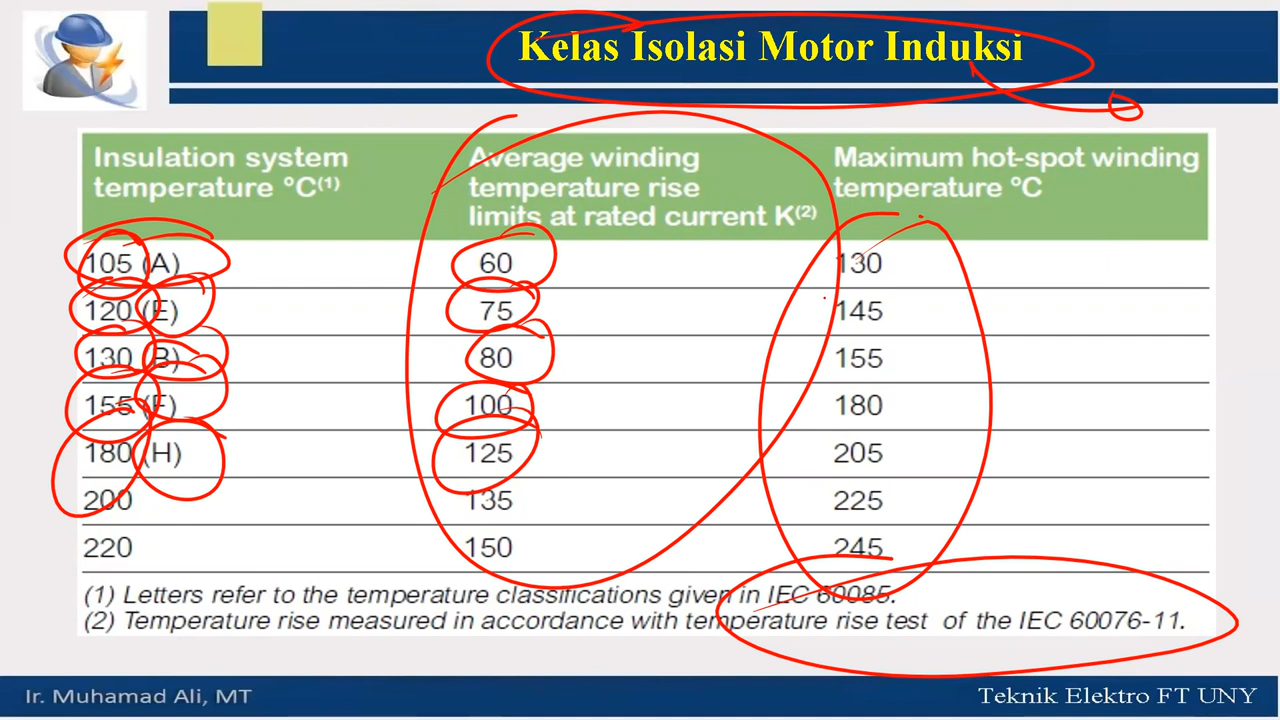 Kelas Isolasi Motor Induksi
Insulation system
temperature °C(1)
Average winding
temperature rise
limits at rated current K(2)
Maximum hot-spot winding
temperature °C
105 (A) 60 130
120 (E) 75 145
130 (B) 80 155
155 (F) 100 180
180 (H) 125 205
200 135 225
220 150 245
(1) Letters refer to the temperature classifications given in IEC 60085.
(2) Temperature rise measured in accordance with temperature rise test of the IEC 60076-11.
Ir. Muhamad Ali, MT
Teknik Elektro FT UNY